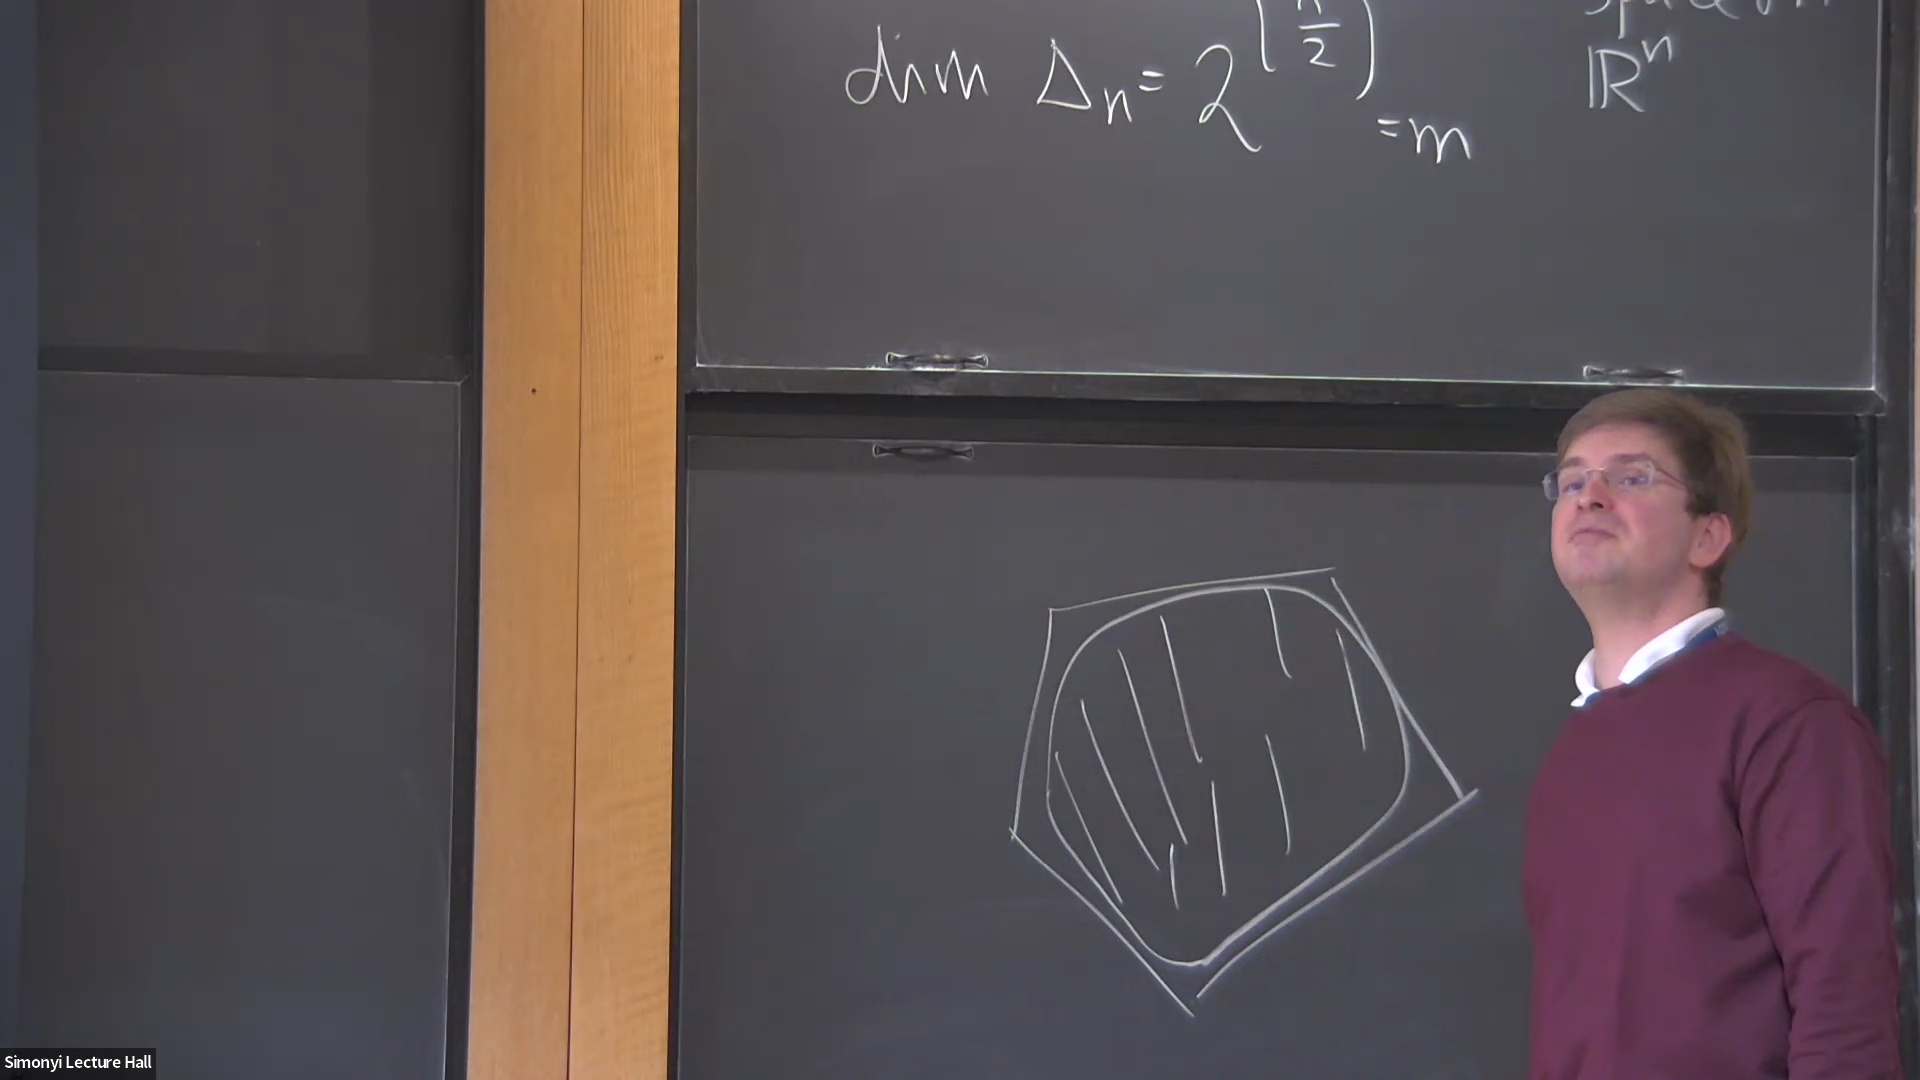 dim Δₙ = 2^[n/2] = m
ℝⁿ
Simonyi Lecture Hall